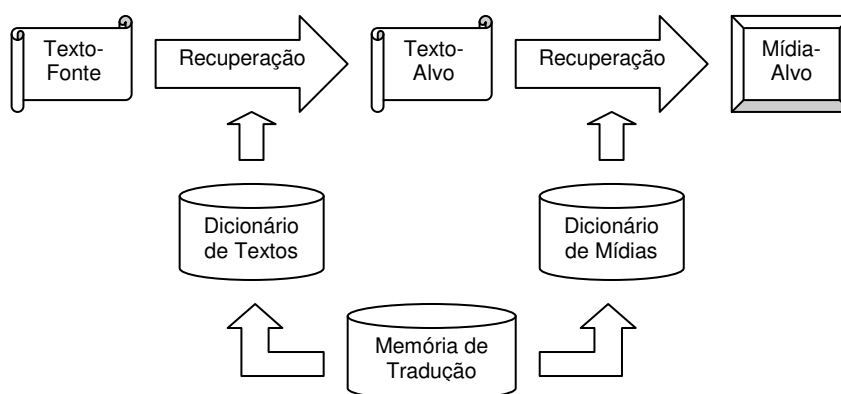 Texto-
Fonte
Recuperação
Texto-
Alvo
Recuperação
Mídia-
Alvo
Dicionário
de Textos
Dicionário
de Mídias
Memória de
Tradução